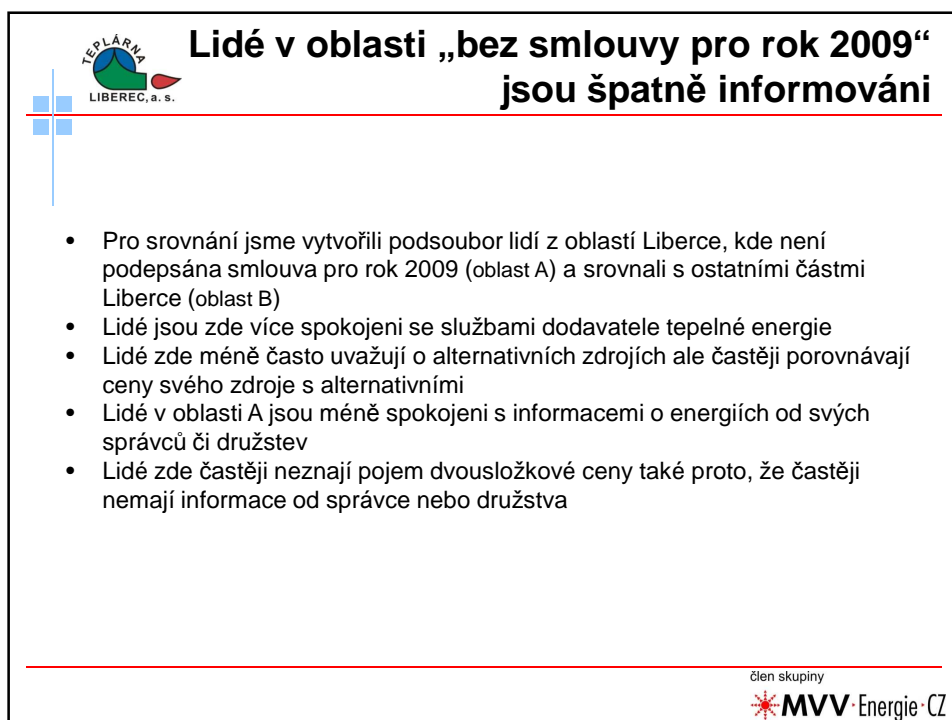 TEPLÁRNA
LIBEREC, a. s.
Lidé v oblasti „bez smlouvy pro rok 2009“
jsou špatně informováni
• Pro srovnání jsme vytvořili podsoubor lidí z oblastí Liberce, kde není
podepsána smlouva pro rok 2009 (oblast A) a srovnali s ostatními částmi
Liberce (oblast B)
• Lidé jsou zde více spokojeni se službami dodavatele tepelné energie
• Lidé zde méně často uvažují o alternativních zdrojích ale častěji porovnávají
ceny svého zdroje s alternativními
• Lidé v oblasti A jsou méně spokojeni s informacemi o energiích od svých
správců či družstev
• Lidé zde častěji neznají pojem dvousložkové ceny také proto, že častěji
nemají informace od správce nebo družstva
člen skupiny
MVV·Energie·CZ